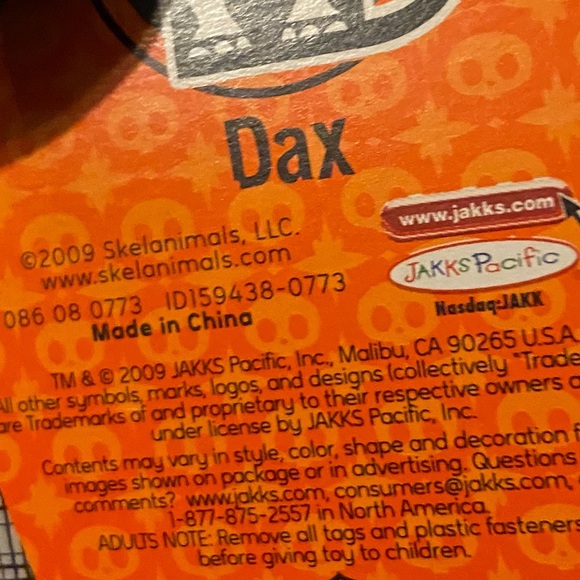 Dax
©2009 Skelanimals, LLC.
www.skelanimals.com
086 08 0773 ID159438-0773
Made in China
www.jakks.com
JAKKS Pacific
Nasdaq:JAKK
TM & © 2009 JAKKS Pacific, Inc., Malibu, CA 90265 U.S.A.
All other symbols, marks, logos, and designs (collectively "Trade
are Trademarks of and proprietary to their respective owners
under license by JAKKS Pacific, Inc.
Contents may vary in style, color, shape and decoration
images shown on package or in advertising. Questions
comments? www.jakks.com, consumers@jakks.com,
1-877-875-2557 in North America.
ADULTS NOTE: Remove all tags and plastic fasteners
before giving toy to children.